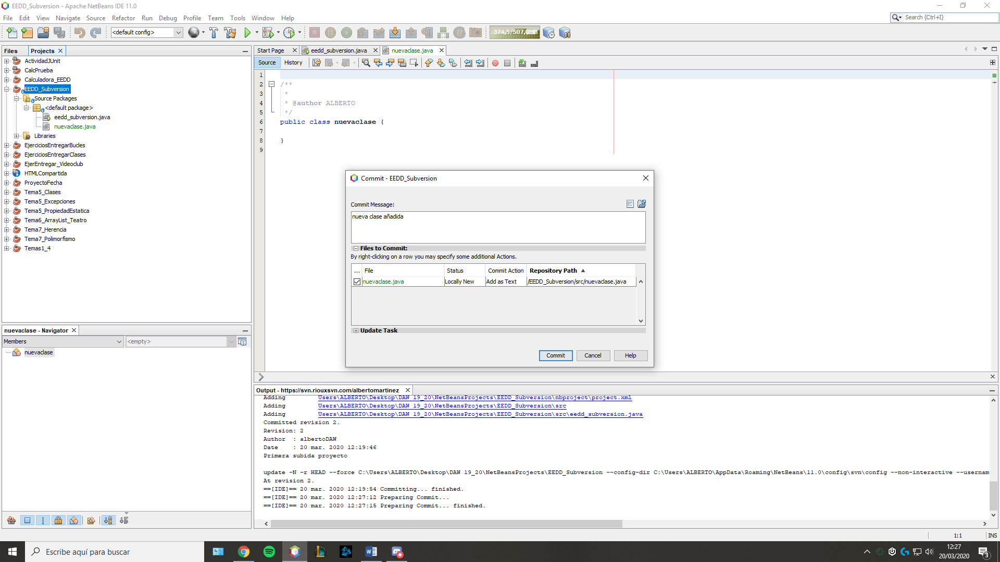 EEDD_Subversion - Apache NetBeans IDE 11.0
File Edit View Navigate Source Refactor Run Debug Profile Team Tools Window Help
Search (Ctrl+I)
<default config>
374,5/507,0MB
Files Projects
ActividadJUnit
CalcPrueba
Calculadora_EEDD
EEDD_Subversion
Source Packages
<default package>
eedd_subversion.java
nuevaclase.java
Libraries
EjerciciosEntregarBucles
EjerciciosEntregarClases
EjerEntregar_Videoclub
HTMLCompartida
ProyectoFecha
Tema5_Clases
Tema5_Excepciones
Tema5_PropiedadEstatica
Tema6_ArrayList_Teatro
Tema7_Herencia
Tema7_Polimorfismo
Temas1_4
nuevaclase - Navigator
Members <empty>
nuevaclase
Start Page eedd_subversion.java nuevaclase.java
Source History
1
2 /**
3 *
4 * @author ALBERTO
5 */
6 public class nuevaclase {
7
8 }
9
Commit - EEDD_Subversion
Commit Message:
nueva clase añadida
Files to Commit:
By right-clicking on a row you may specify some additional Actions.
... File Status Commit Action Repository Path
nuevaclase.java Locally New Add as Text /EEDD_Subversion/src/nuevaclase.java
Update Task
Commit Cancel Help
Output - https://svn.riouxsvn.com/albertomartinez
Adding Users\ALBERTO\Desktop\DAW 19_20\NetBeansProjects\EEDD_Subversion\nbproject\project.xml
Adding Users\ALBERTO\Desktop\DAW 19_20\NetBeansProjects\EEDD_Subversion\src
Adding Users\ALBERTO\Desktop\DAW 19_20\NetBeansProjects\EEDD_Subversion\src\eedd_subversion.java
Committed revision 2.
Revision: 2
Author : albertoDAW
Date : 20 mar. 2020 12:19:46
Primera subida proyecto
update -N -r HEAD --force C:\Users\ALBERTO\Desktop\DAW 19_20\NetBeansProjects\EEDD_Subversion --config-dir C:\Users\ALBERTO\AppData\Roaming\NetBeans\11.0\config\svn\config --non-interactive --usernam
At revision 2.
==[IDE]== 20 mar. 2020 12:19:54 Committing... finished.
==[IDE]== 20 mar. 2020 12:27:12 Preparing Commit...
==[IDE]== 20 mar. 2020 12:27:15 Preparing Commit... finished.
1:1 INS
Escribe aquí para buscar
12:27
20/03/2020
3